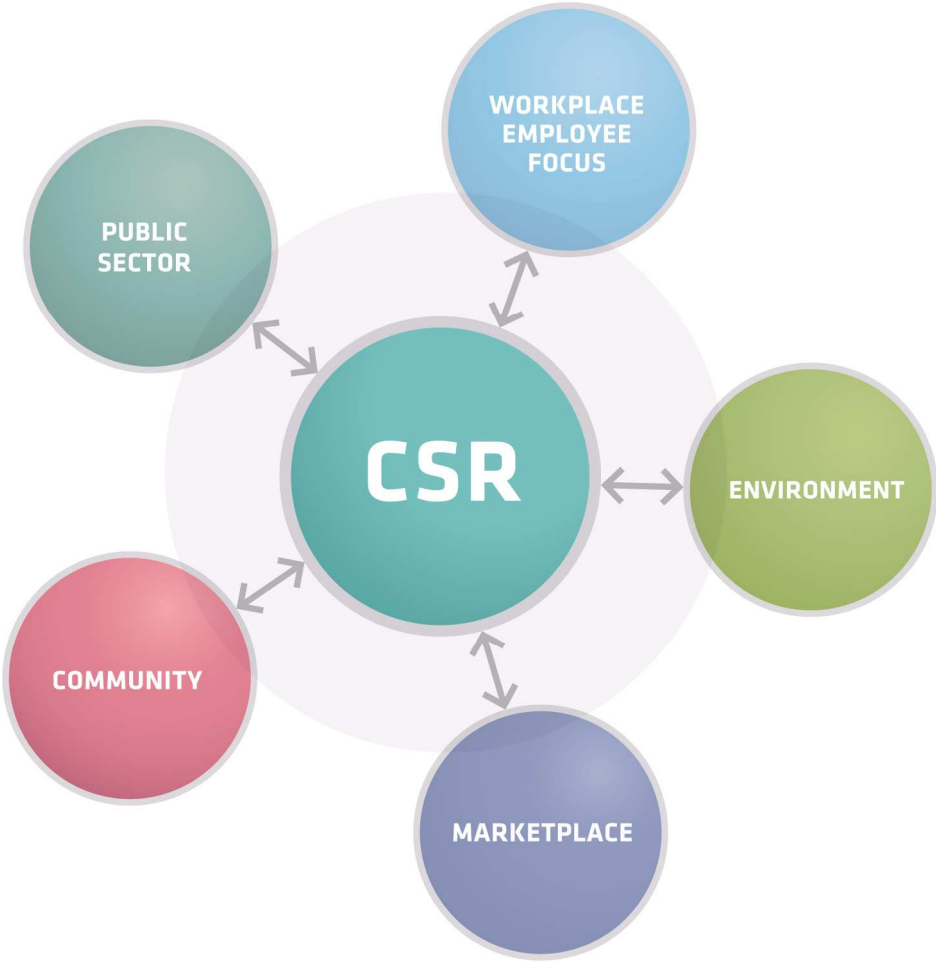 WORKPLACE
EMPLOYEE
FOCUS
PUBLIC
SECTOR
CSR
ENVIRONMENT
COMMUNITY
MARKETPLACE